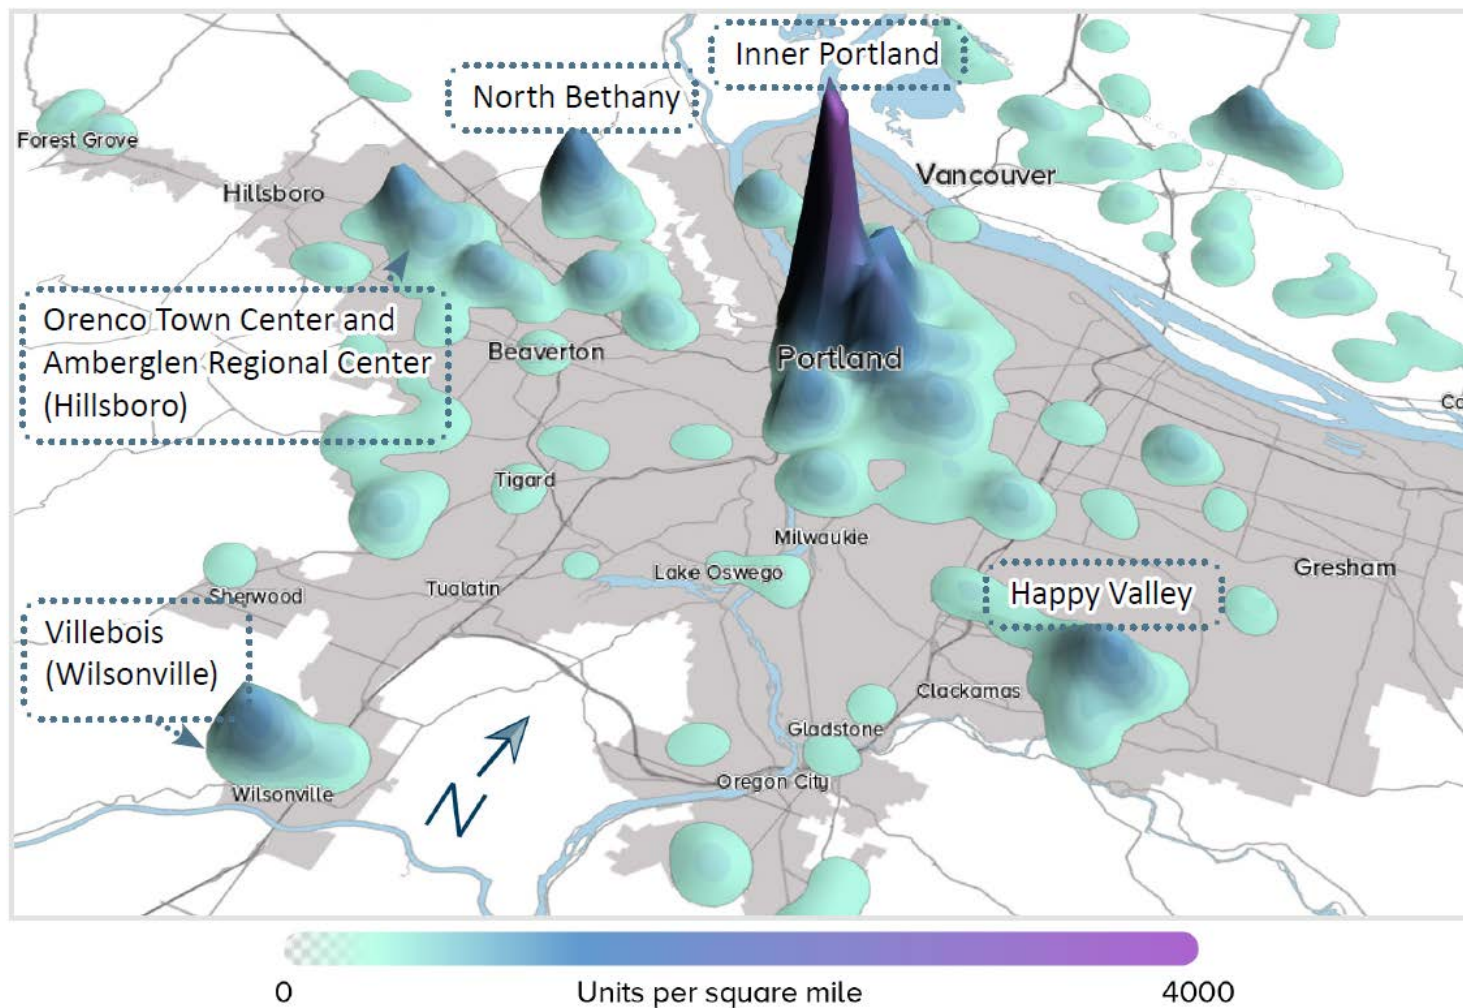 Inner Portland
North Bethany
Forest Grove
Vancouver
Hillsboro
Orenco Town Center and
Amberglen Regional Center
(Hillsboro)
Beaverton
Portland
Tigard
Milwaukie
Gresham
Lake Oswego
Tualatin
Sherwood
Happy Valley
Villebois
(Wilsonville)
Clackamas
Gladstone
Oregon City
Wilsonville
N
0
Units per square mile
4000